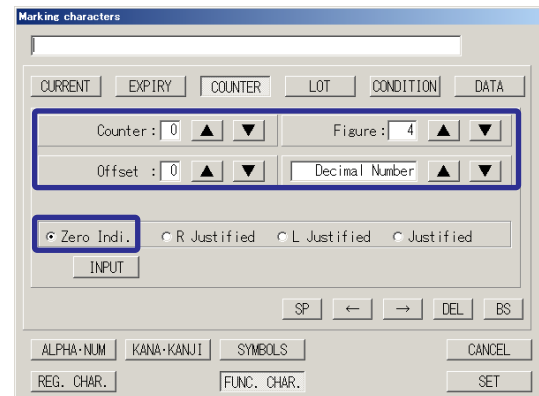 Marking characters
CURRENT EXPIRY COUNTER LOT CONDITION DATA
Counter: 0 ▲ ▼ Figure: 4 ▲ ▼
Offset : 0 ▲ ▼ Decimal Number ▲ ▼
Zero Indi. R Justified L Justified Justified
INPUT
SP ← → DEL BS
ALPHA·NUM KANA·KANJI SYMBOLS CANCEL
REG. CHAR. FUNC. CHAR. SET